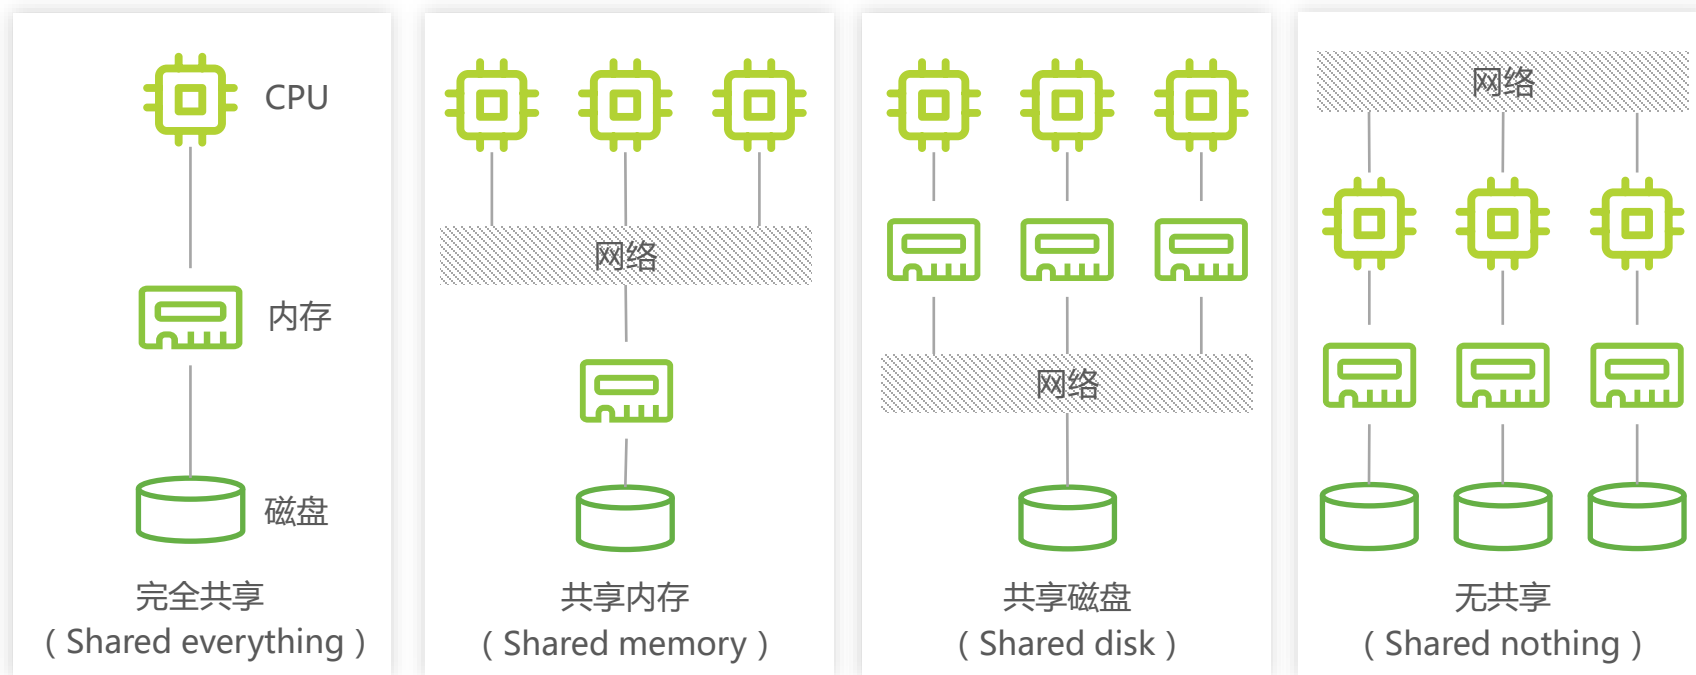 CPU
内存
磁盘
完全共享
（Shared everything）
网络
共享内存
（Shared memory）
网络
共享磁盘
（Shared disk）
网络
无共享
（Shared nothing）